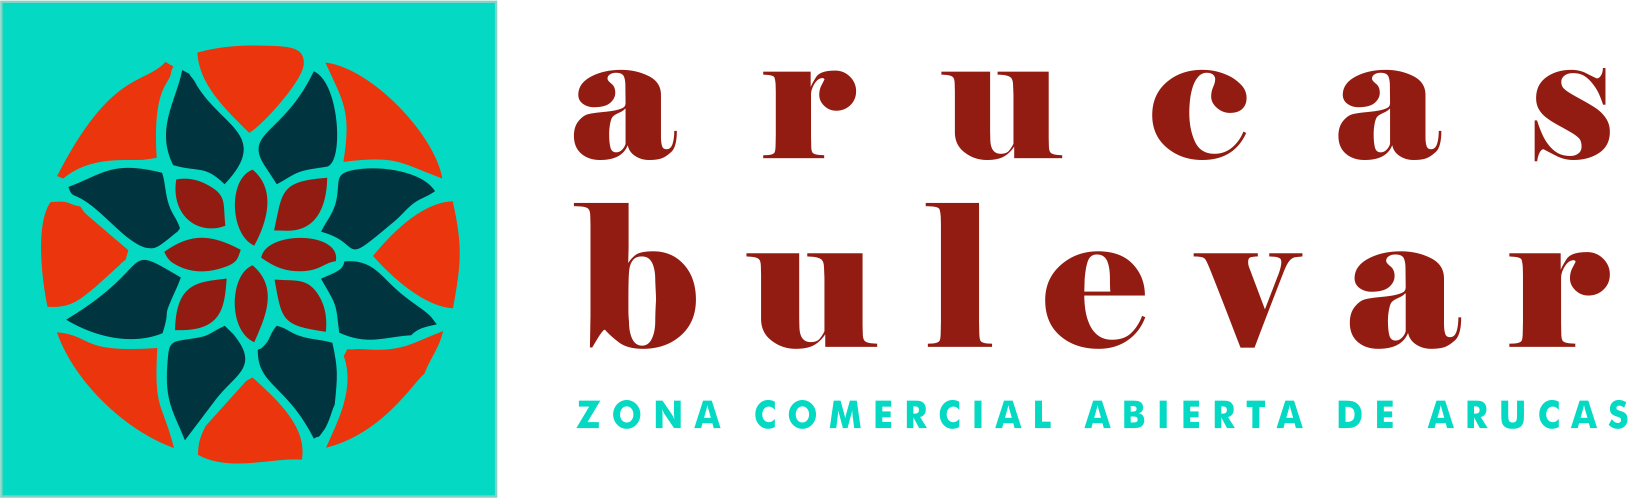 arucas
bulevar
ZONA COMERCIAL ABIERTA DE ARUCAS